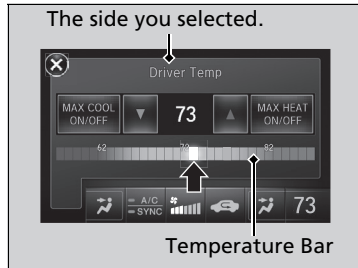 The side you selected.
Driver Temp
MAX COOL
ON/OFF
73
MAX HEAT
ON/OFF
62 72 82
A/C
SYNC
73
Temperature Bar